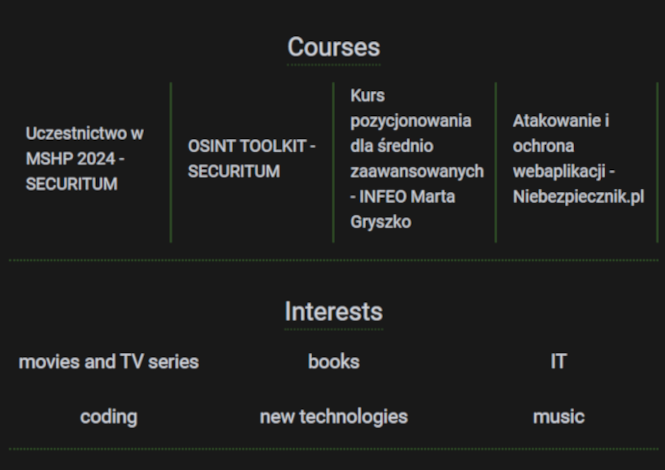 Courses
Uczestnictwo w
MSHP 2024 -
SECURITUM
OSINT TOOLKIT -
SECURITUM
Kurs
pozycjonowania
dla średnio
zaawansowanych
- INFEO Marta
Gryszko
Atakowanie i
ochrona
webaplikacji -
Niebezpiecznik.pl
Interests
movies and TV series
books
IT
coding
new technologies
music